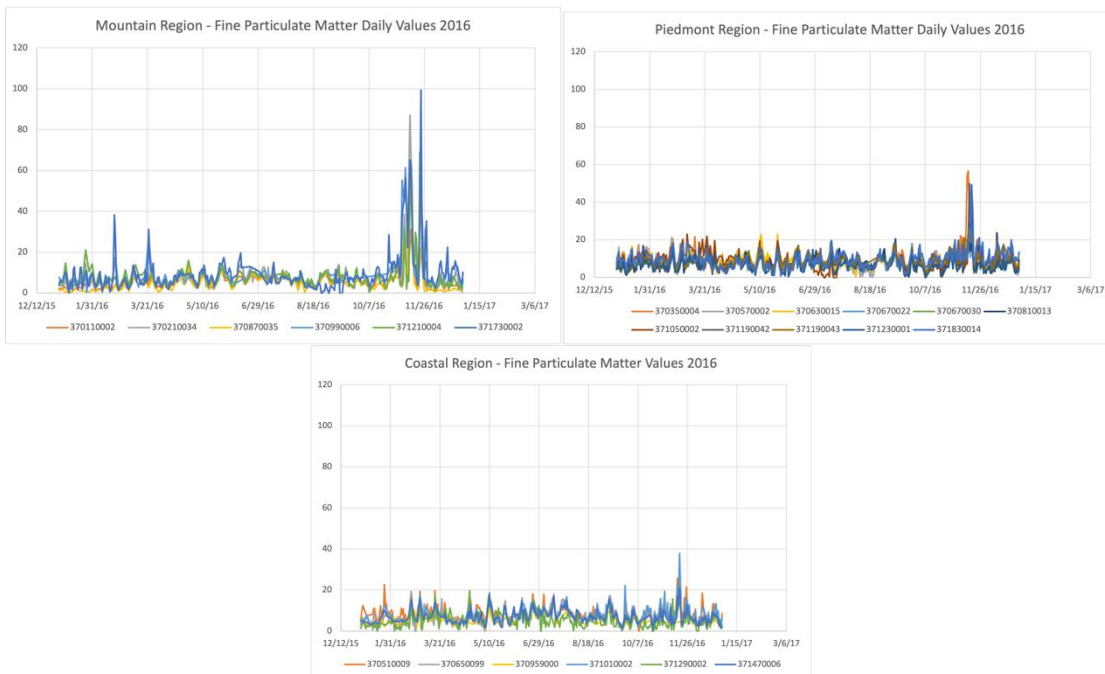 Mountain Region - Fine Particulate Matter Daily Values 2016
120
100
80
60
40
20
0
12/12/15 1/31/16 3/21/16 5/10/16 6/29/16 8/18/16 10/7/16 11/26/16 1/15/17 3/6/17
370110002 370210034 370870035 370990006 371210004 371730002
Piedmont Region - Fine Particulate Matter Daily Values 2016
120
100
80
60
40
20
0
12/12/15 1/31/16 3/21/16 5/10/16 6/29/16 8/18/16 10/7/16 11/26/16 1/15/17 3/6/17
370350004 370570002 370630015 370670022 370670030 370810013
371050002 371190042 371190043 371230001 371830014
Coastal Region - Fine Particulate Matter Values 2016
120
100
80
60
40
20
0
12/12/15 1/31/16 3/21/16 5/10/16 6/29/16 8/18/16 10/7/16 11/26/16 1/15/17 3/6/17
370510009 370650099 370959000 371010002 371290002 371470006